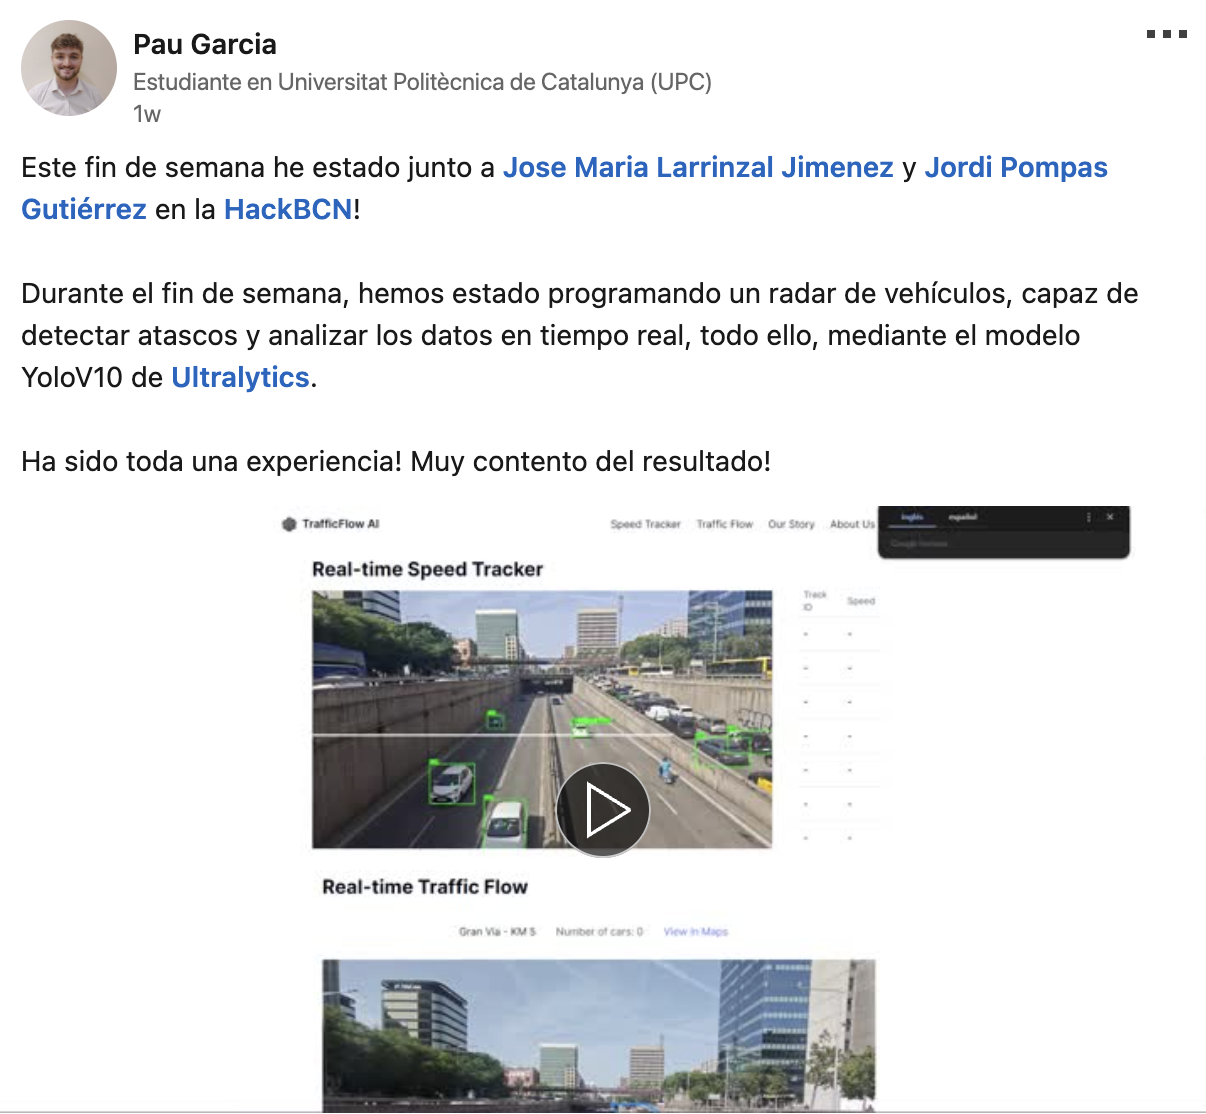 Pau Garcia
Estudiante en Universitat Politècnica de Catalunya (UPC)
1w
Este fin de semana he estado junto a Jose Maria Larrinzal Jimenez y Jordi Pompas
Gutiérrez en la HackBCN!
Durante el fin de semana, hemos estado programando un radar de vehículos, capaz de
detectar atascos y analizar los datos en tiempo real, todo ello, mediante el modelo
YoloV10 de Ultralytics.
Ha sido toda una experiencia! Muy contento del resultado!
TrafficFlow AI
Speed Tracker Traffic Flow Our Story About Us
inglés español
Real-time Speed Tracker
Track
ID
Speed
Real-time Traffic Flow
Gran Via - KM 5 Number of cars: 0 View in Maps